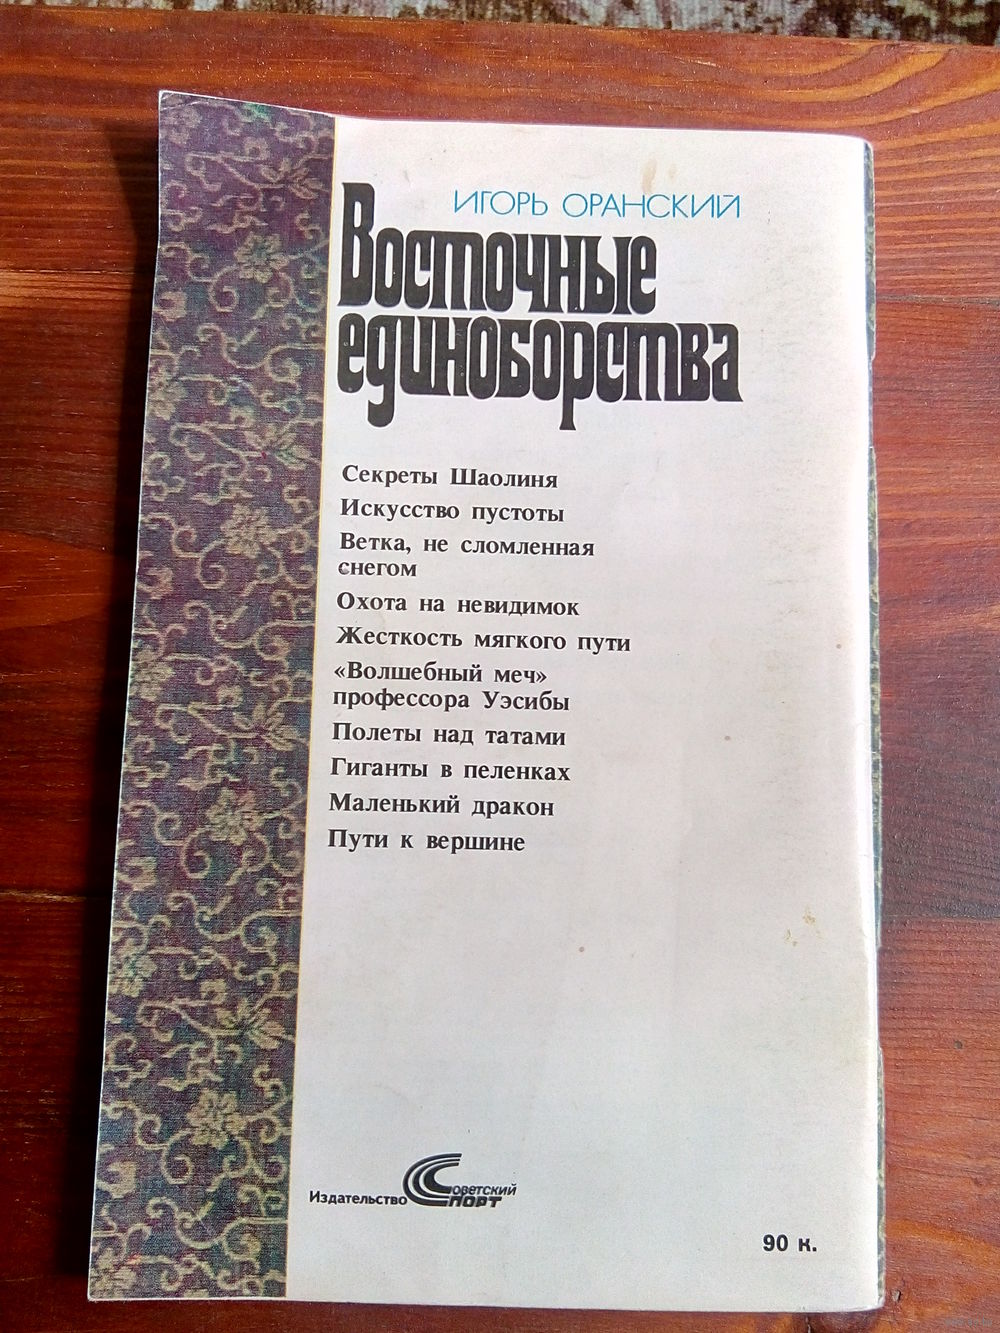 ИГОРЬ ОРАНСКИЙ
Восточные
единоборства
Секреты Шаолиня
Искусство пустоты
Ветка, не сломленная
снегом
Охота на невидимок
Жесткость мягкого пути
«Волшебный меч»
профессора Уэсибы
Полеты над татами
Гиганты в пеленках
Маленький дракон
Пути к вершине
Издательство Советский
Спорт
90 к.